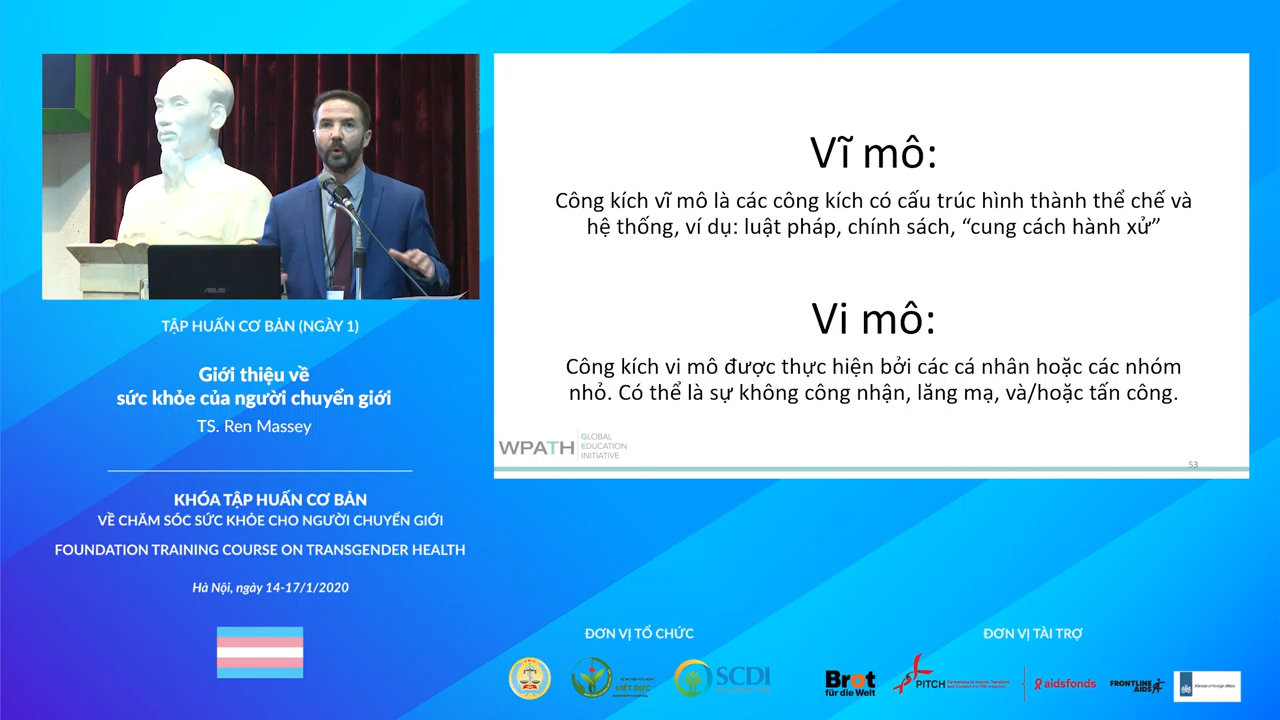 ASUS
TẬP HUẤN CƠ BẢN (NGÀY 1)
Giới thiệu về
sức khỏe của người chuyển giới
TS. Ren Massey
KHÓA TẬP HUẤN CƠ BẢN
VỀ CHĂM SÓC SỨC KHỎE CHO NGƯỜI CHUYỂN GIỚI
FOUNDATION TRAINING COURSE ON TRANSGENDER HEALTH
Hà Nội, ngày 14-17/1/2020
Vĩ mô:
Công kích vĩ mô là các công kích có cấu trúc hình thành thể chế và
hệ thống, ví dụ: luật pháp, chính sách, “cung cách hành xử”
Vi mô:
Công kích vi mô được thực hiện bởi các cá nhân hoặc các nhóm
nhỏ. Có thể là sự không công nhận, lăng mạ, và/hoặc tấn công.
WPATH
GLOBAL
EDUCATION
INITIATIVE
53
ĐƠN VỊ TỔ CHỨC
VIỆT ĐỨC
SCDI
ĐƠN VỊ TÀI TRỢ
Brot
für die Welt
PITCH
aidsfonds
FRONTLINE
AIDS
Ministry of Foreign Affairs